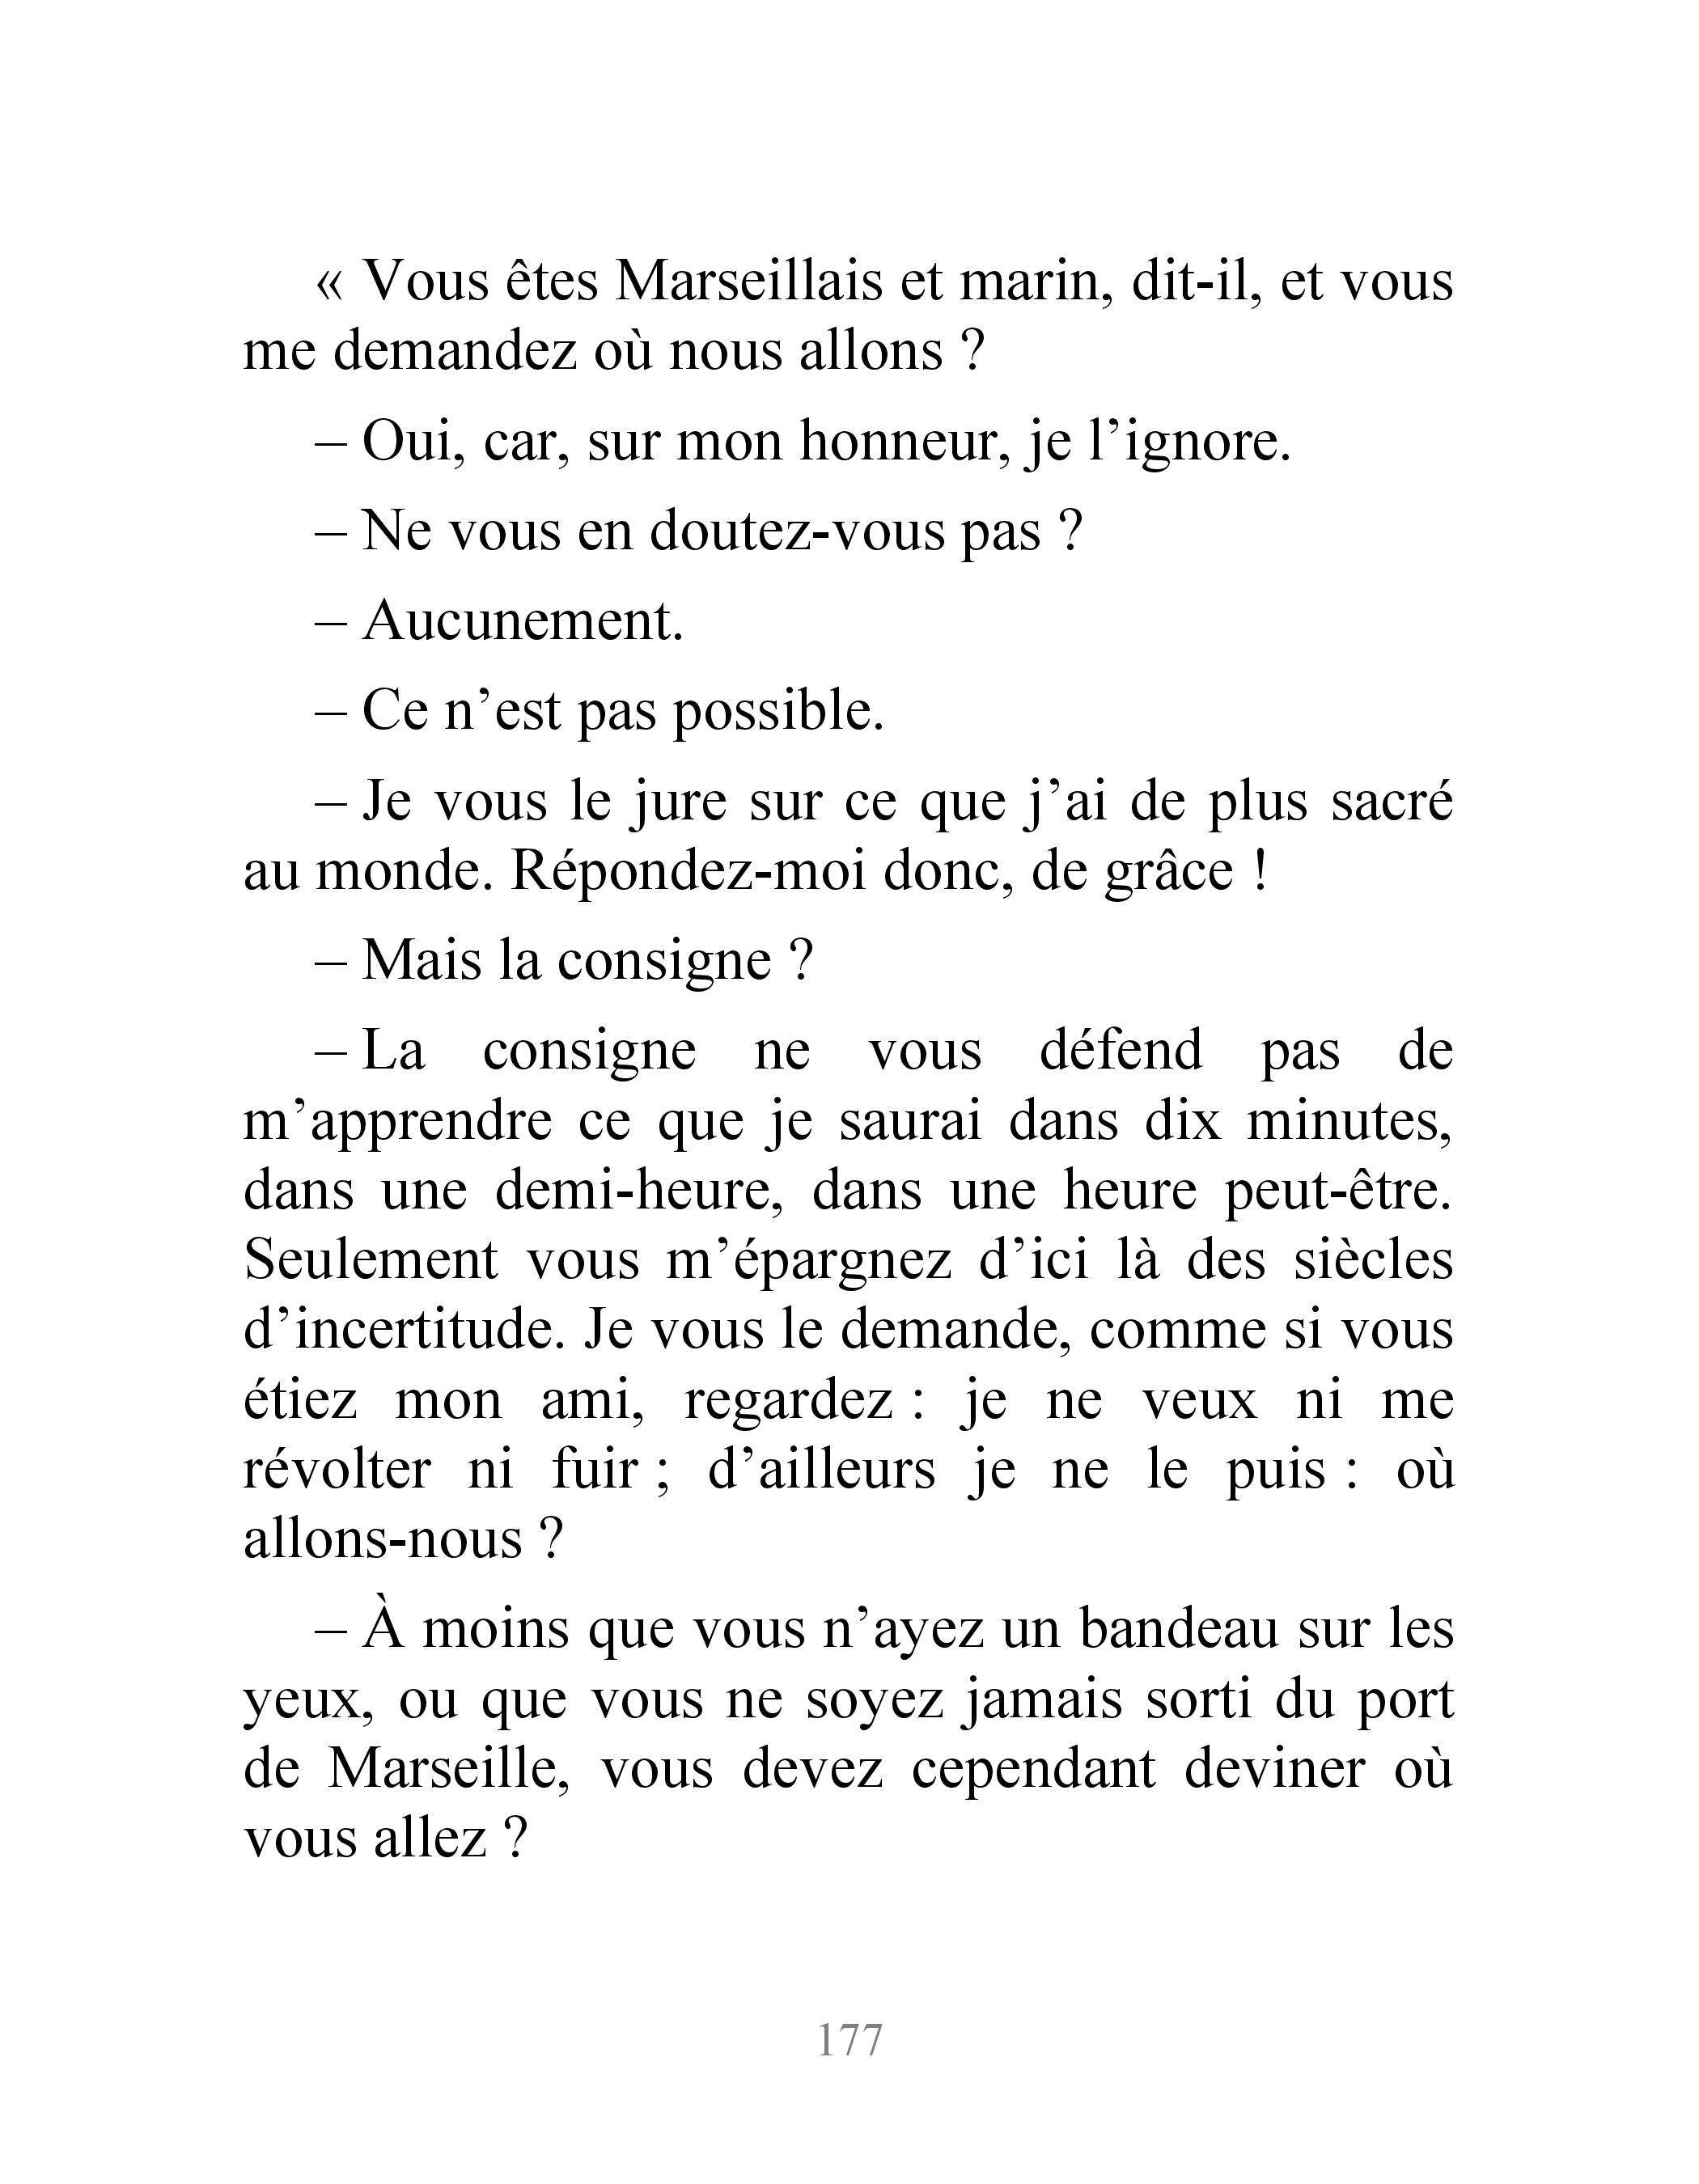 « Vous êtes Marseillais et marin, dit-il, et vous
me demandez où nous allons ?
– Oui, car, sur mon honneur, je l’ignore.
– Ne vous en doutez-vous pas ?
– Aucunement.
– Ce n’est pas possible.
– Je vous le jure sur ce que j’ai de plus sacré
au monde. Répondez-moi donc, de grâce !
– Mais la consigne ?
– La consigne ne vous défend pas de
m’apprendre ce que je saurai dans dix minutes,
dans une demi-heure, dans une heure peut-être.
Seulement vous m’épargnez d’ici là des siècles
d’incertitude. Je vous le demande, comme si vous
étiez mon ami, regardez : je ne veux ni me
révolter ni fuir ; d’ailleurs je ne le puis : où
allons-nous ?
– À moins que vous n’ayez un bandeau sur les
yeux, ou que vous ne soyez jamais sorti du port
de Marseille, vous devez cependant deviner où
vous allez ?
177